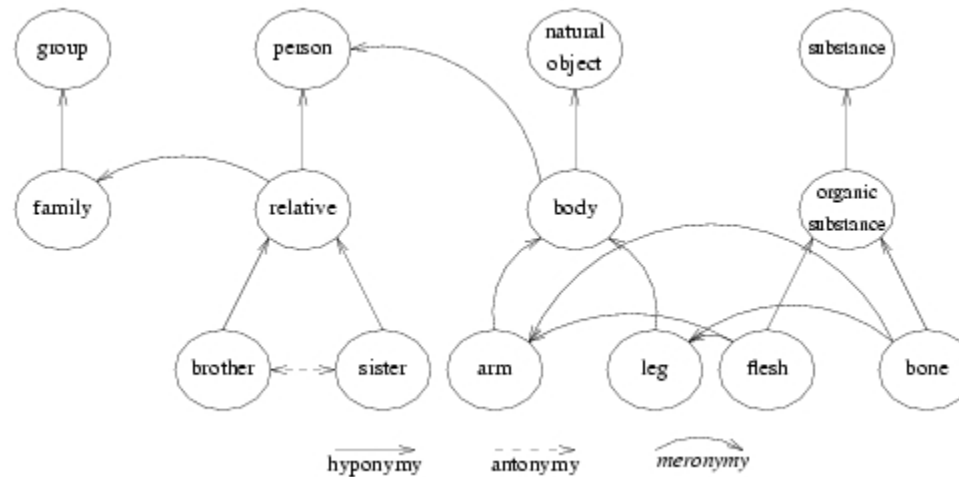 group
person
natural
object
substance
family
relative
body
organic
substance
brother
sister
arm
leg
flesh
bone
hyponymy
antonymy
meronymy